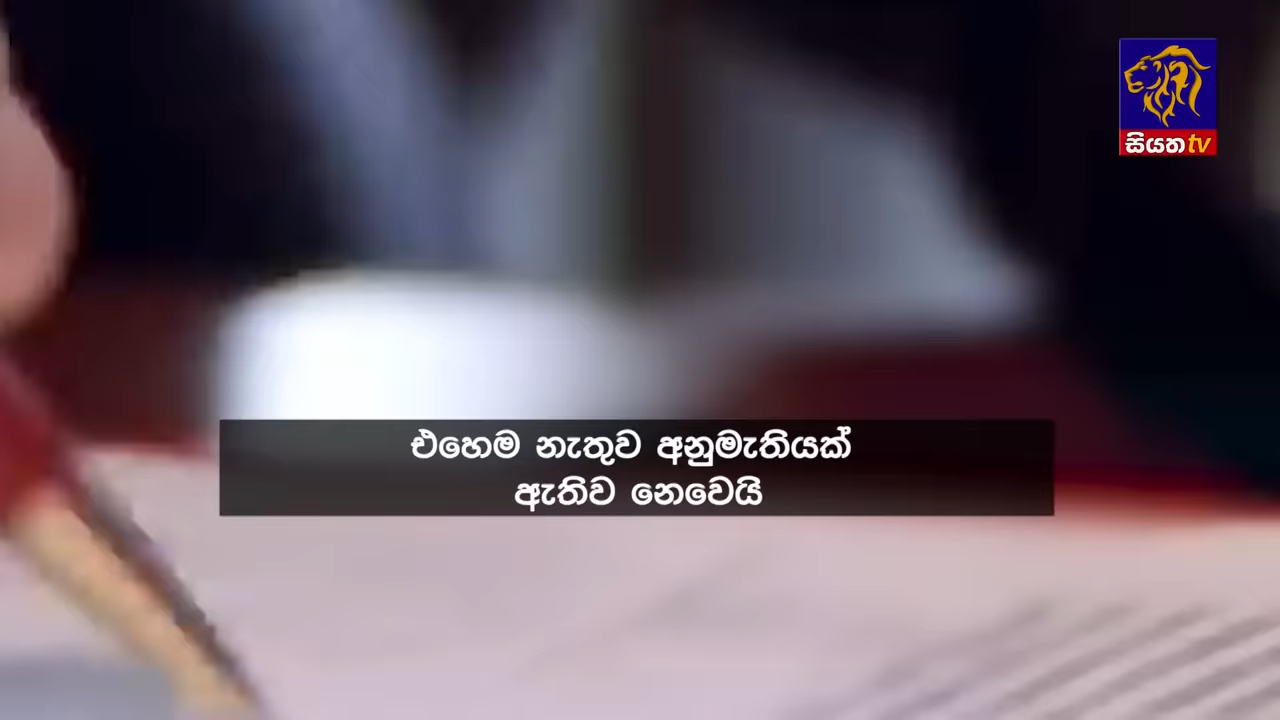 සියත tv
එහෙම නැතුව අනුමැතියක්
ඇතිව නෙවෙයි